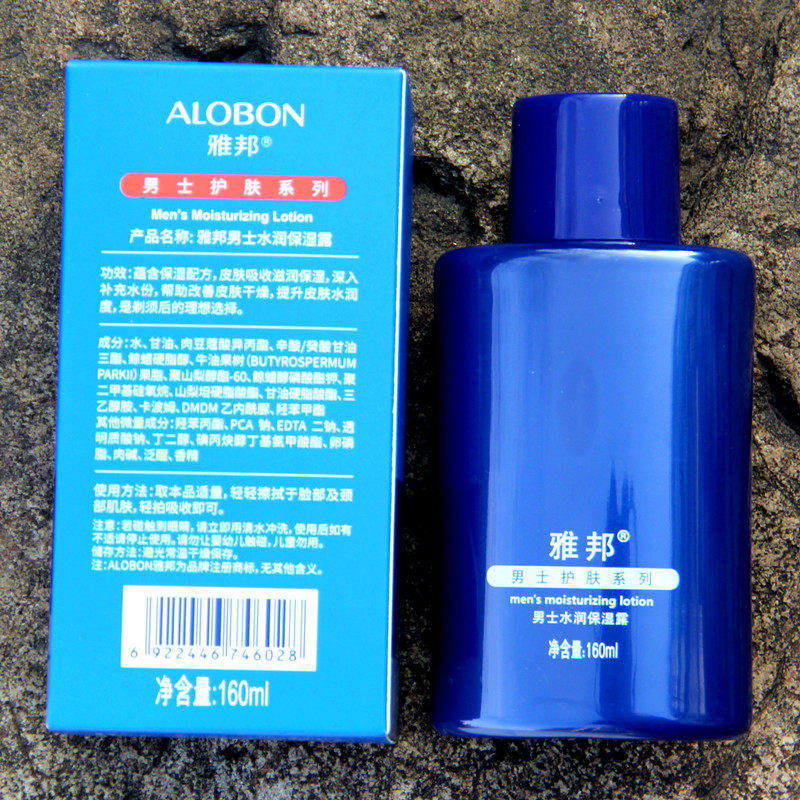 ALOBON
雅邦®
男士护肤系列
Men's Moisturizing Lotion
产品名称: 雅邦男士水润保湿露
功效:蕴含保湿配方,皮肤吸收滋润保湿,深入
补充水份,帮助改善皮肤干燥,提升皮肤水润
度,是剃须后的理想选择。
成分:水、甘油、肉豆蔻酸异丙酯、辛酸/癸酸甘油
三酯、鲸蜡硬脂醇、牛油果树(BUTYROSPERMUM
PARKII)果脂、聚山梨醇酯-60、鲸蜡醇磷酸酯钾、聚
二甲基硅氧烷、山梨坦硬脂酸酯、甘油硬脂酸酯、三
乙醇胺、卡波姆、DMDM 乙内酰脲、羟苯甲酯
其他微量成分:羟苯丙酯、PCA 钠、EDTA 二钠、透
明质酸钠、丁二醇、碘丙炔醇丁基氨甲酸酯、卵磷
脂、肉碱、泛醌、香精
使用方法:取本品适量,轻轻擦拭于脸部及颈
部肌肤,轻拍吸收即可。
注意:若碰触到眼睛,请立即用清水冲洗,使用后如有
不适请停止使用。请勿让婴幼儿触碰,儿童勿用。
储存方法:避光常温干燥保存。
注:ALOBON雅邦为品牌注册商标,无其他含义。
6 922446 746028
净含量:160ml
雅邦®
男士护肤系列
men's moisturizing lotion
男士水润保湿露
净含量:160ml